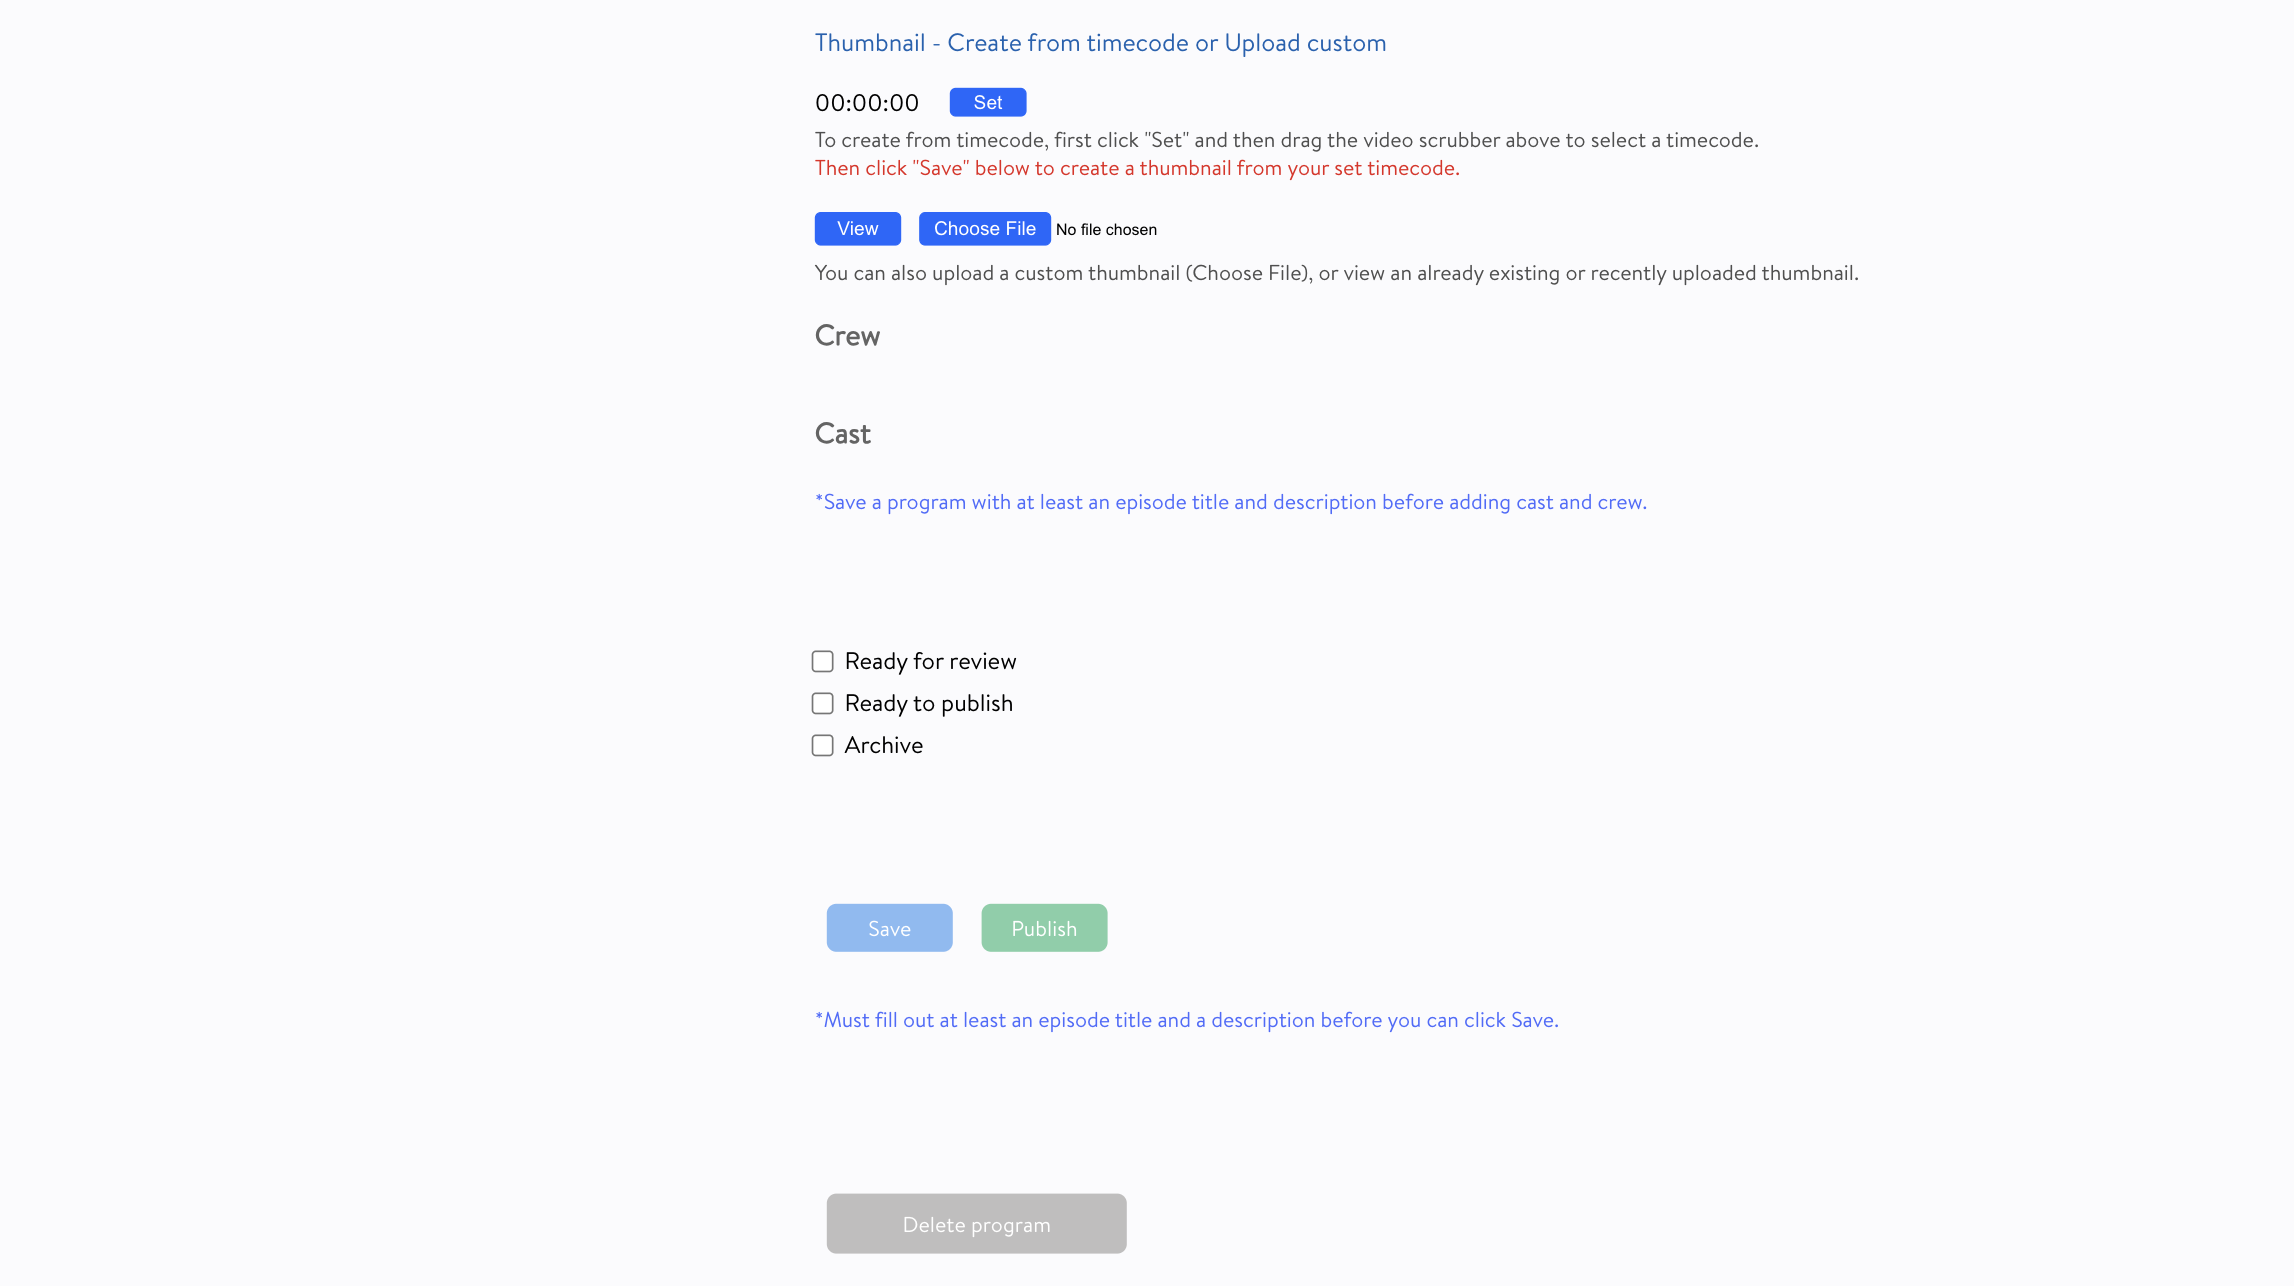 Thumbnail - Create from timecode or Upload custom
00:00:00 Set
To create from timecode, first click "Set" and then drag the video scrubber above to select a timecode.
Then click "Save" below to create a thumbnail from your set timecode.
View Choose File No file chosen
You can also upload a custom thumbnail (Choose File), or view an already existing or recently uploaded thumbnail.
Crew
Cast
*Save a program with at least an episode title and description before adding cast and crew.
Ready for review
Ready to publish
Archive
Save Publish
*Must fill out at least an episode title and a description before you can click Save.
Delete program